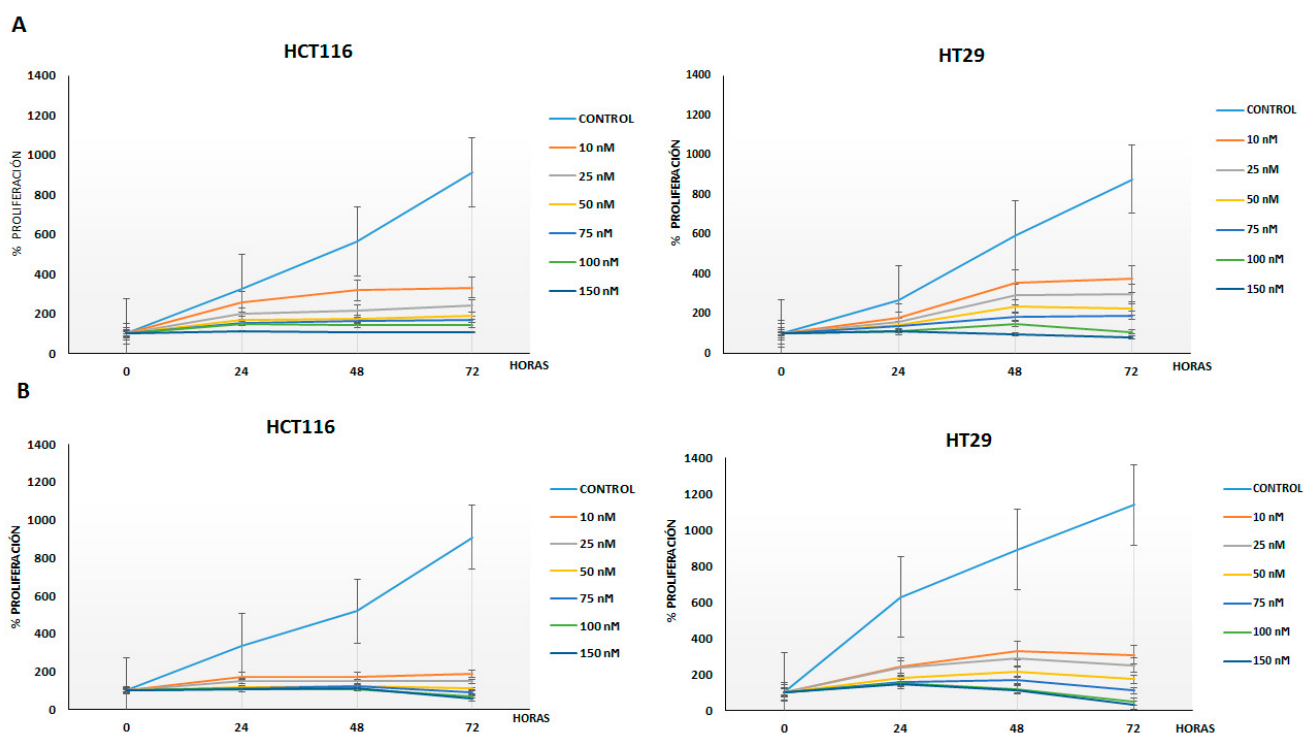 A
HCT116
% PROLIFERACIÓN
1400
1200
1000
800
600
400
200
0
0 24 48 72 HORAS
CONTROL
10 nM
25 nM
50 nM
75 nM
100 nM
150 nM
HT29
% PROLIFERACIÓN
1400
1200
1000
800
600
400
200
0
0 24 48 72 HORAS
CONTROL
10 nM
25 nM
50 nM
75 nM
100 nM
150 nM
B
HCT116
% PROLIFERACIÓN
1400
1200
1000
800
600
400
200
0
0 24 48 72 HORAS
CONTROL
10 nM
25 nM
50 nM
75 nM
100 nM
150 nM
HT29
% PROLIFERACIÓN
1400
1200
1000
800
600
400
200
0
0 24 48 72 HORAS
CONTROL
10 nM
25 nM
50 nM
75 nM
100 nM
150 nM